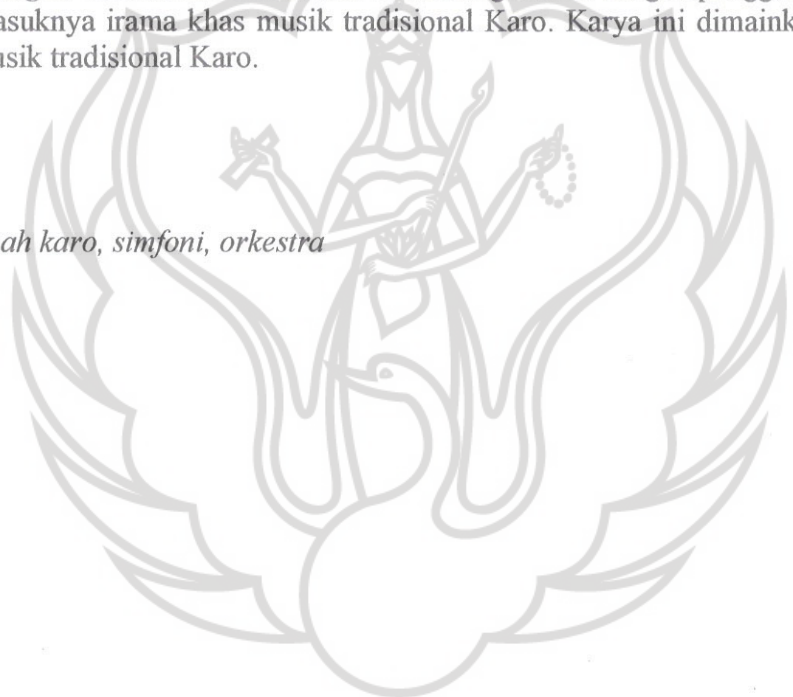 asuknya irama khas musik tradisional Karo. Karya ini dimaink
usik tradisional Karo.
ah karo, simfoni, orkestra